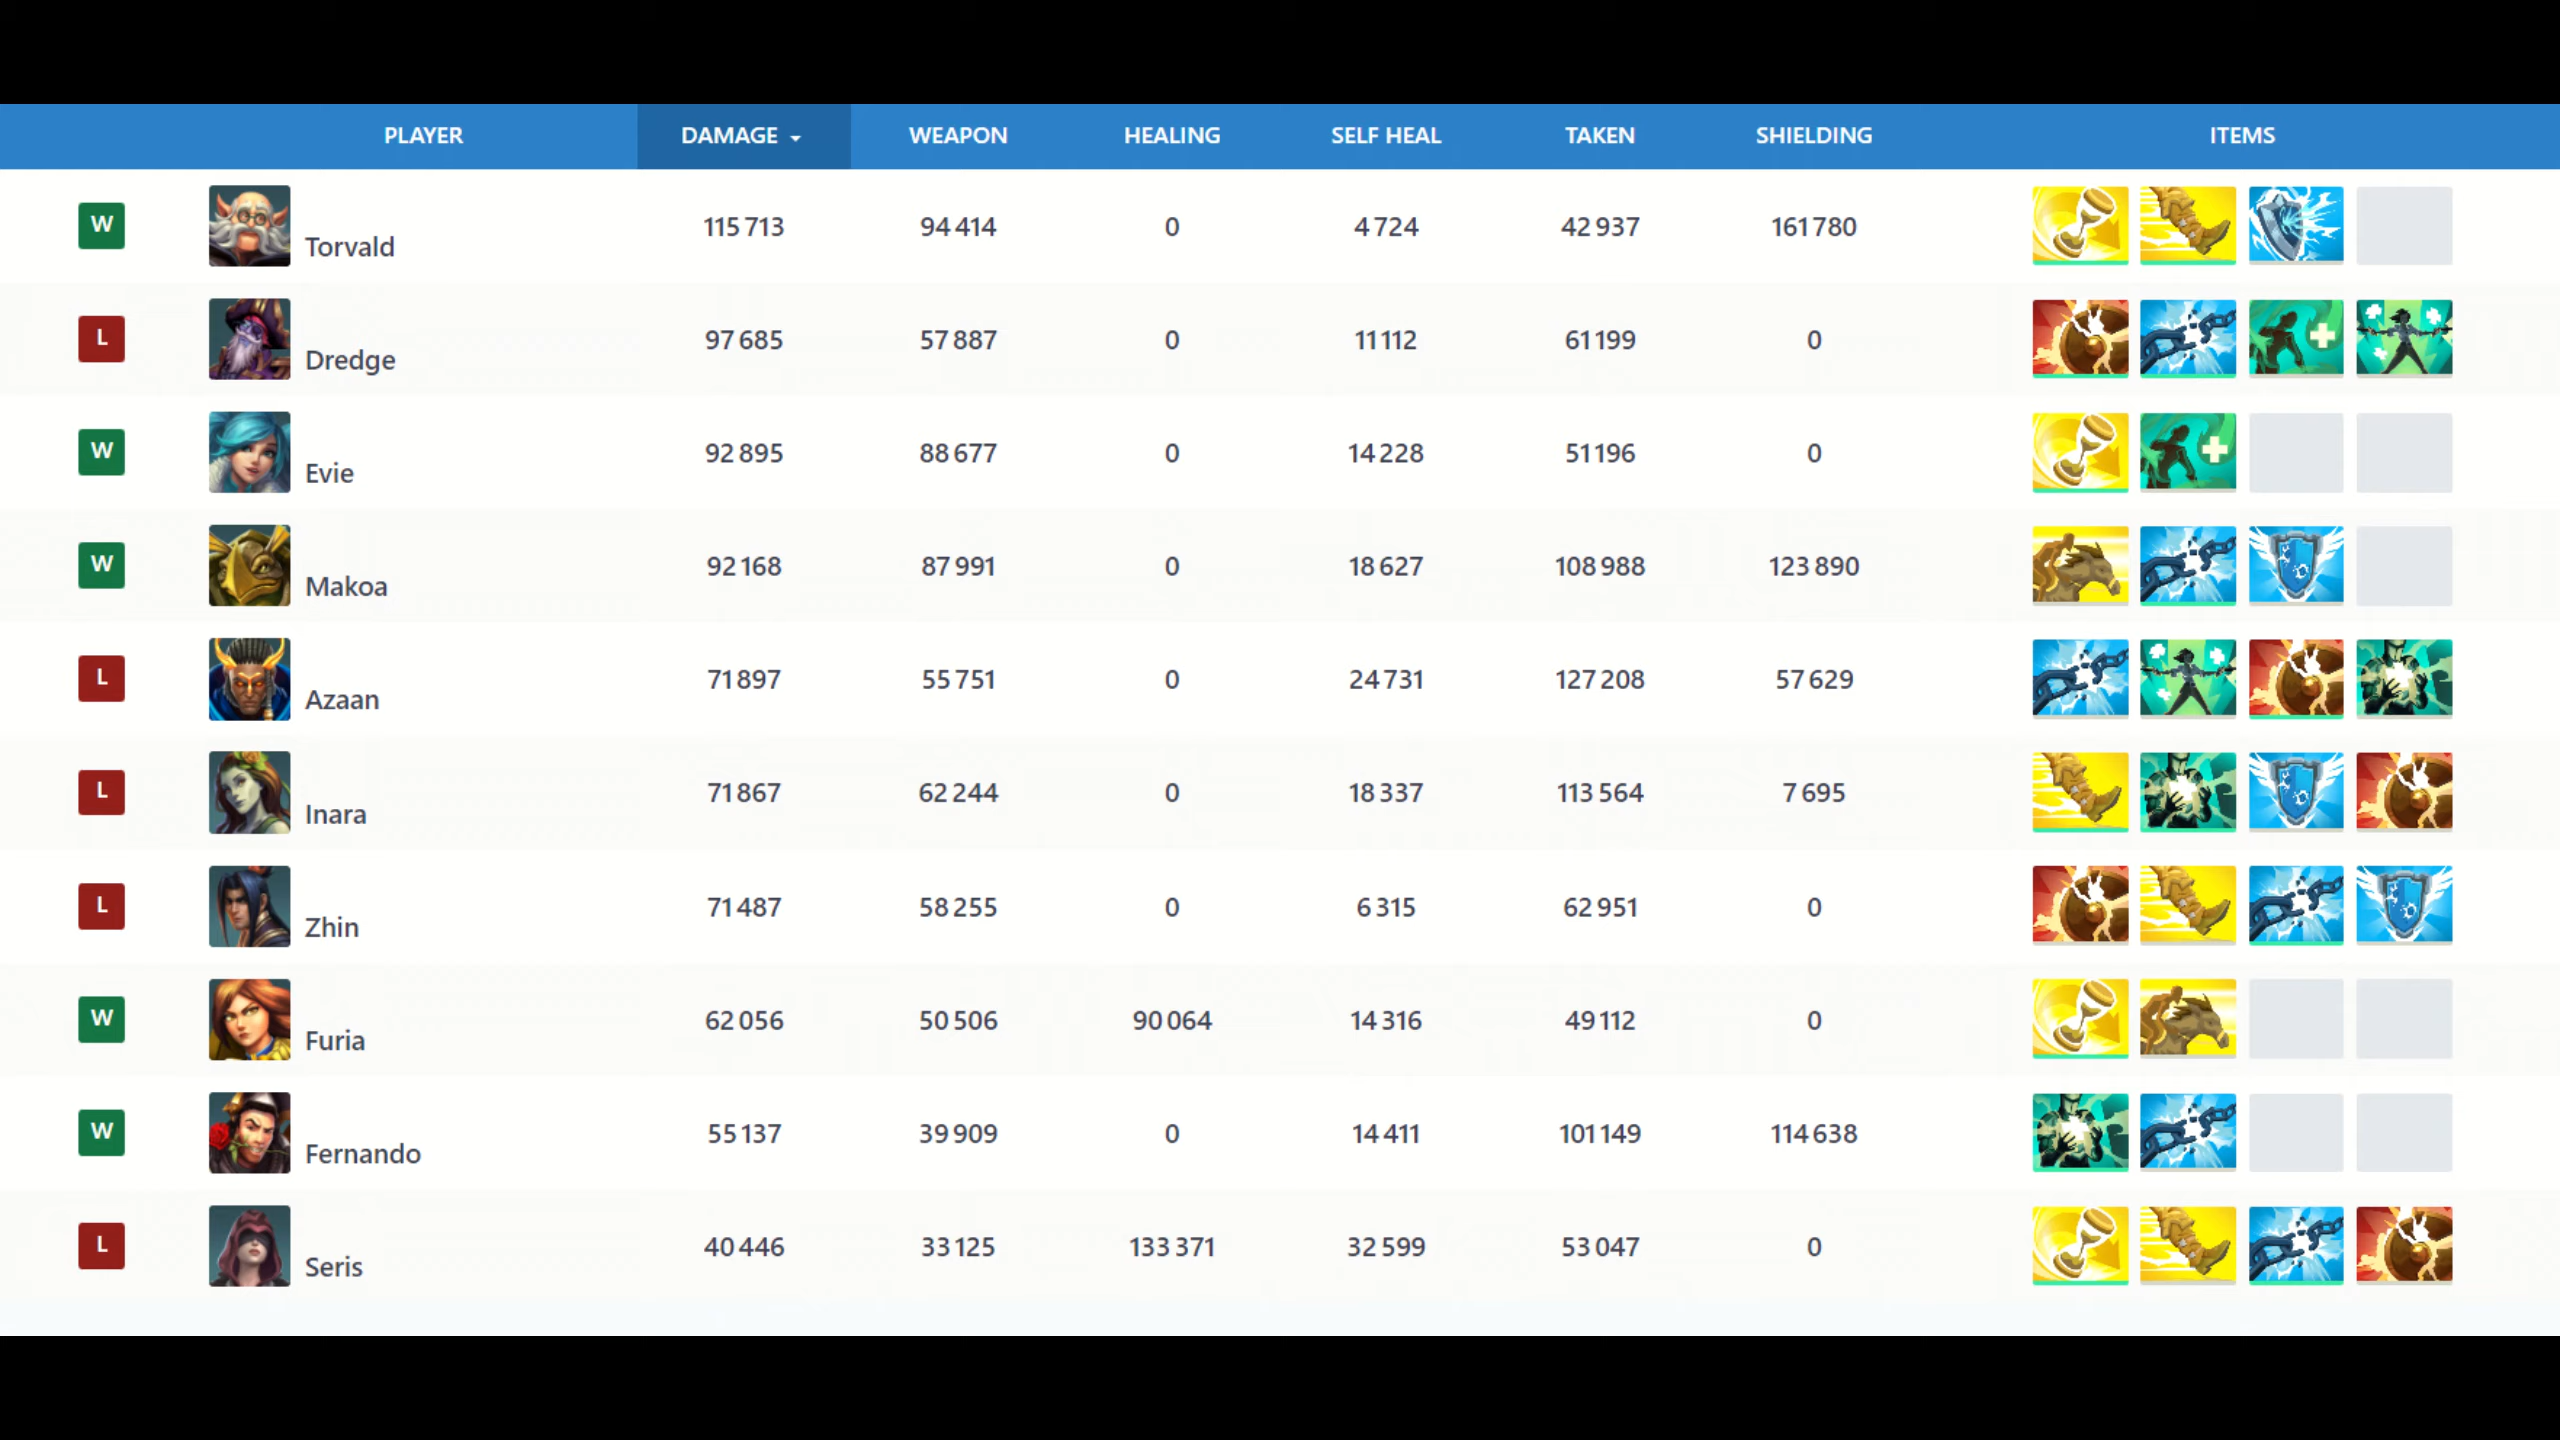 PLAYER DAMAGE WEAPON HEALING SELF HEAL TAKEN SHIELDING ITEMS
W Torvald 115 713 94 414 0 4 724 42 937 161 780
L Dredge 97 685 57 887 0 11 112 61 199 0
W Evie 92 895 88 677 0 14 228 51 196 0
W Makoa 92 168 87 991 0 18 627 108 988 123 890
L Azaan 71 897 55 751 0 24 731 127 208 57 629
L Inara 71 867 62 244 0 18 337 113 564 7 695
L Zhin 71 487 58 255 0 6 315 62 951 0
W Furia 62 056 50 506 90 064 14 316 49 112 0
W Fernando 55 137 39 909 0 14 411 101 149 114 638
L Seris 40 446 33 125 133 371 32 599 53 047 0